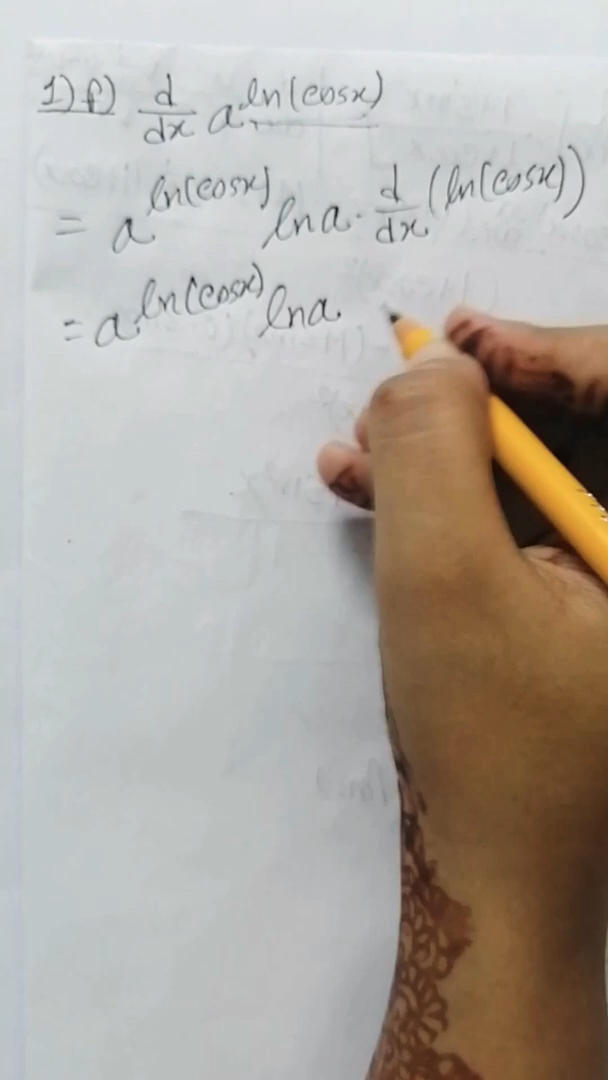 1) f) d/dx a^ln(cosx)
= a^ln(cosx) lna · d/dx (ln(cosx))
= a^ln(cosx) lna